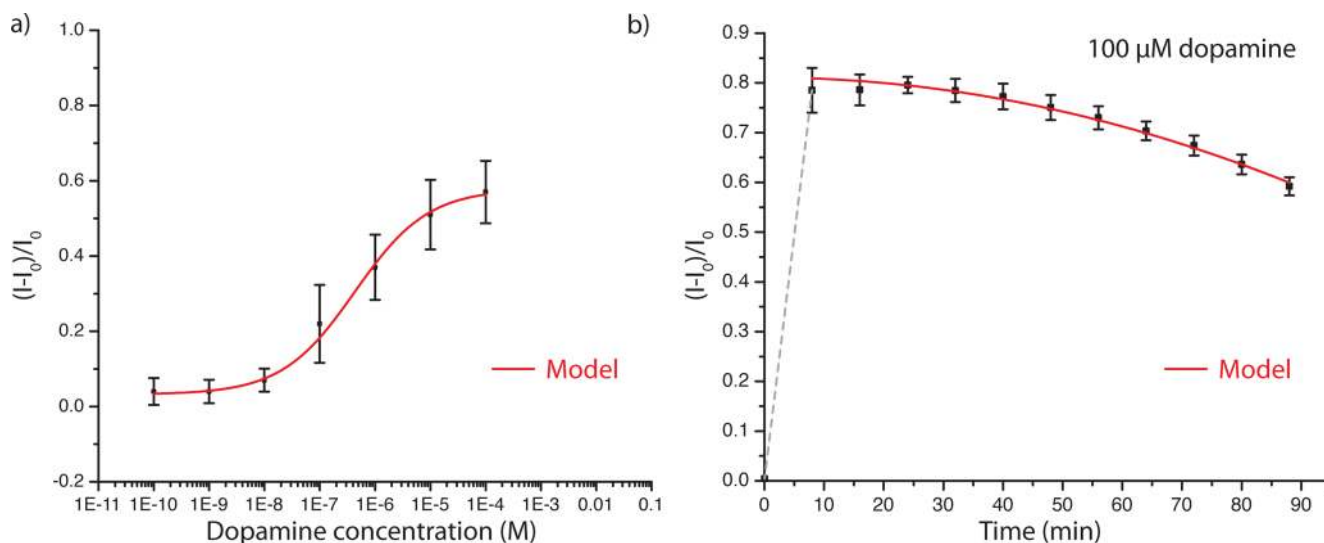 a)
1.0
0.8
0.6
0.4
0.2
0.0
-0.2
(I-I₀)/I₀
Model
1E-11 1E-10 1E-9 1E-8 1E-7 1E-6 1E-5 1E-4 1E-3 0.01 0.1
Dopamine concentration (M)
b)
100 μM dopamine
0.9
0.8
0.7
0.6
0.5
0.4
0.3
0.2
0.1
0.0
(I-I₀)/I₀
Model
0 10 20 30 40 50 60 70 80 90
Time (min)